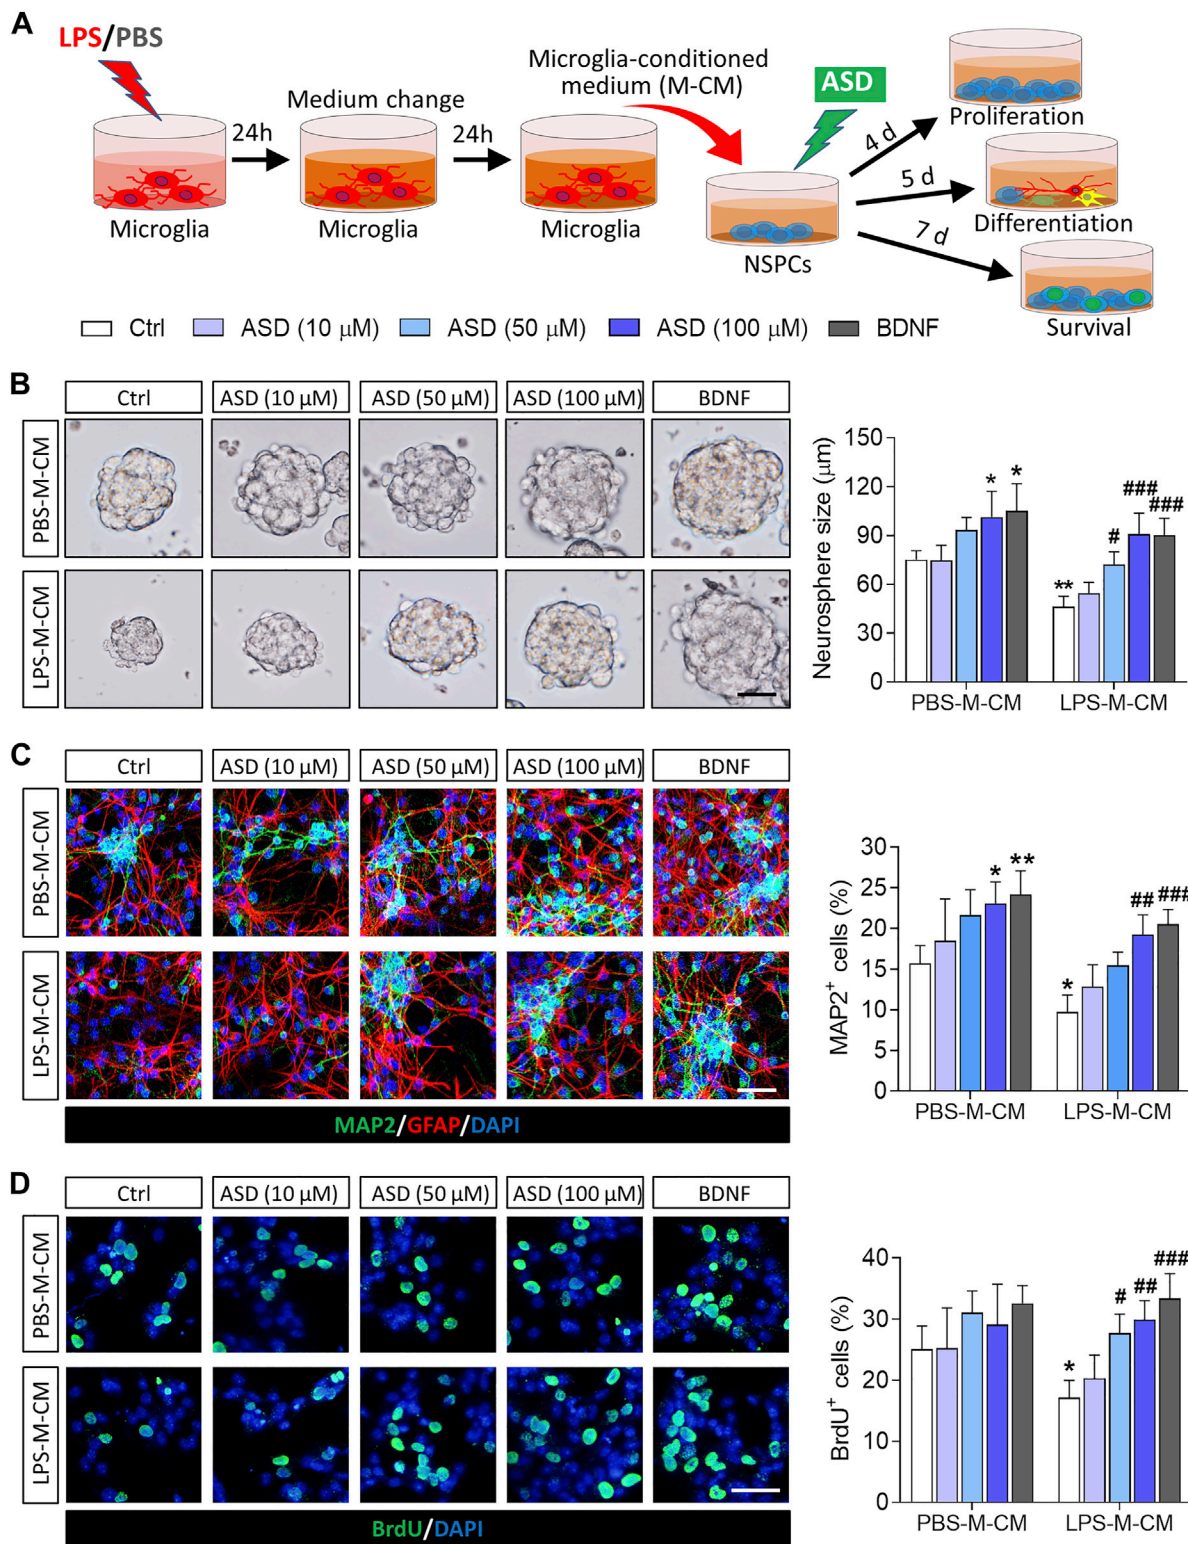 A
LPS/PBS
Microglia-conditioned
medium (M-CM)
ASD
Medium change
24h
24h
4 d
5 d
7 d
Proliferation
Differentiation
Survival
Microglia
Microglia
Microglia
NSPCs
Ctrl
ASD (10 μM)
ASD (50 μM)
ASD (100 μM)
BDNF
B
Ctrl
ASD (10 μM)
ASD (50 μM)
ASD (100 μM)
BDNF
PBS-M-CM
LPS-M-CM
Neurosphere size (μm)
150
120
90
60
30
0
* *
** # ### ###
PBS-M-CM
LPS-M-CM
C
Ctrl
ASD (10 μM)
ASD (50 μM)
ASD (100 μM)
BDNF
PBS-M-CM
LPS-M-CM
MAP2/GFAP/DAPI
MAP2+ cells (%)
30
25
20
15
10
5
0
* **
* ## ###
PBS-M-CM
LPS-M-CM
D
Ctrl
ASD (10 μM)
ASD (50 μM)
ASD (100 μM)
BDNF
PBS-M-CM
LPS-M-CM
BrdU/DAPI
BrdU+ cells (%)
40
30
20
10
0
* # ## ###
PBS-M-CM
LPS-M-CM